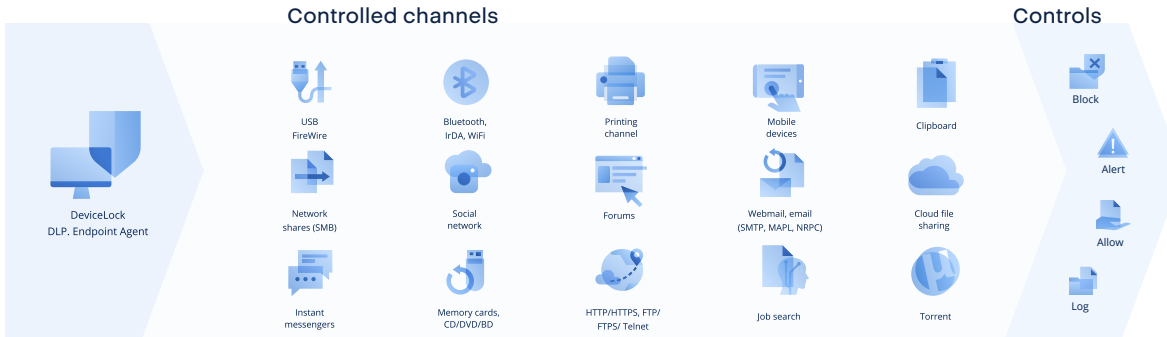 Controlled channels
Controls
DeviceLock
DLP. Endpoint Agent
USB
FireWire
Bluetooth,
IrDA, WiFi
Printing
channel
Mobile
devices
Clipboard
Network
shares (SMB)
Social
network
Forums
Webmail, email
(SMTP, MAPL, NRPC)
Cloud file
sharing
Instant
messengers
Memory cards,
CD/DVD/BD
HTTP/HTTPS, FTP/
FTPS/ Telnet
Job search
Torrent
Block
Alert
Allow
Log